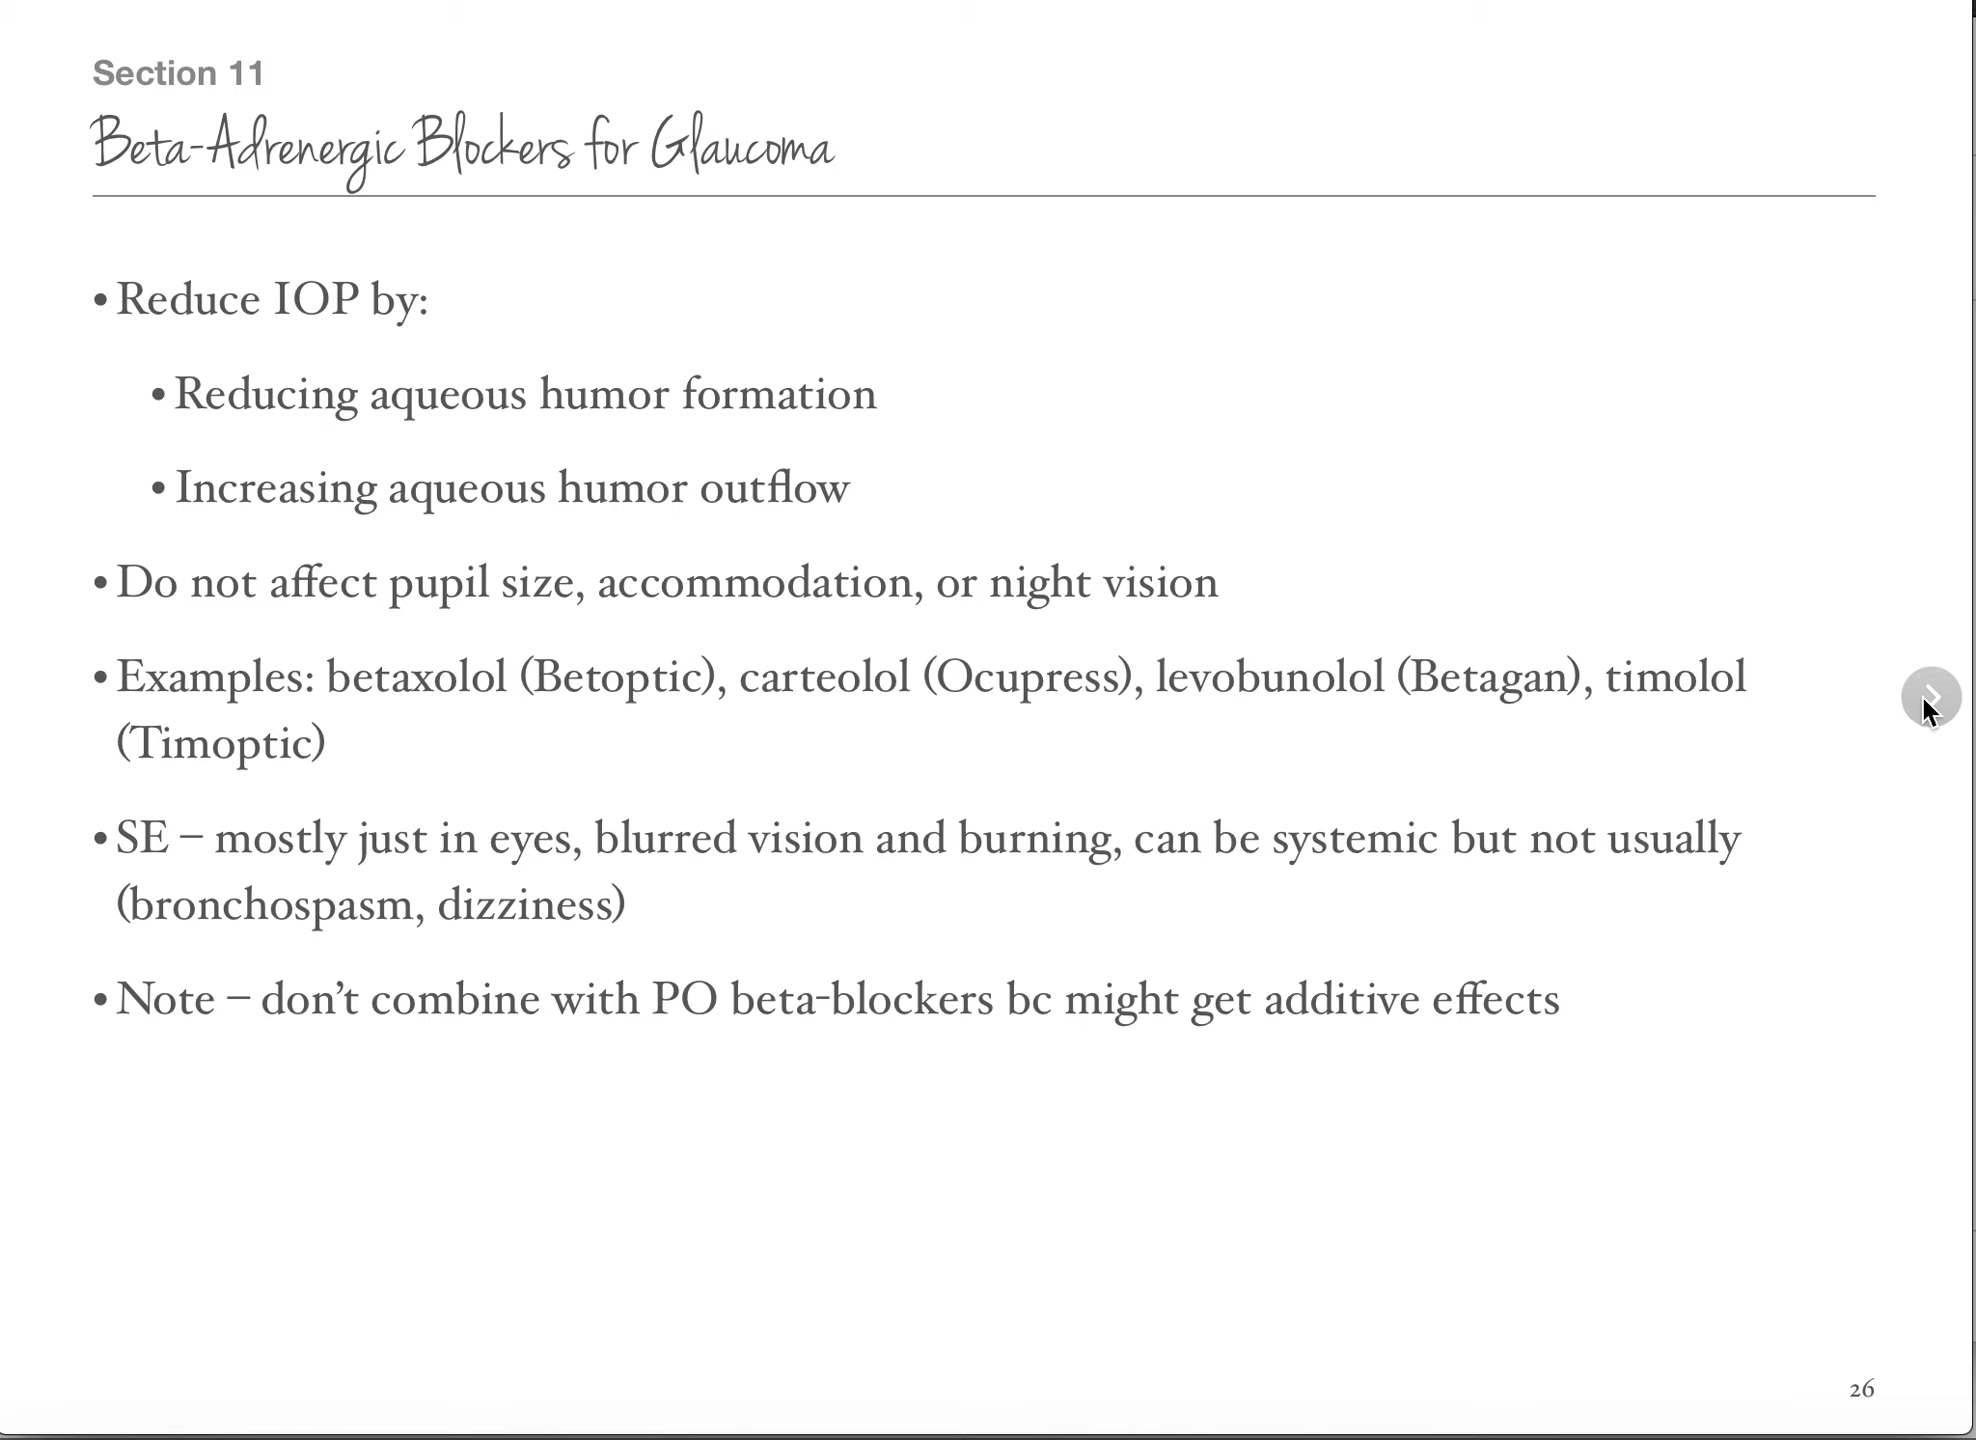 Section 11
Beta-Adrenergic Blockers for Glaucoma
• Reduce IOP by:
• Reducing aqueous humor formation
• Increasing aqueous humor outflow
• Do not affect pupil size, accommodation, or night vision
• Examples: betaxolol (Betoptic), carteolol (Ocupress), levobunolol (Betagan), timolol
(Timoptic)
• SE – mostly just in eyes, blurred vision and burning, can be systemic but not usually
(bronchospasm, dizziness)
• Note – don’t combine with PO beta-blockers bc might get additive effects
26